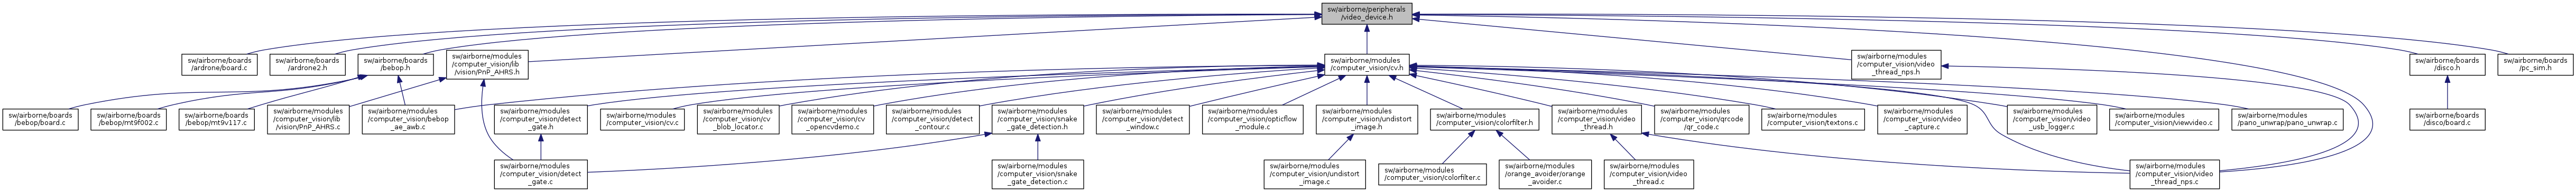 sw/airborne/peripherals
/video_device.h
sw/airborne/boards
/ardrone/board.c
sw/airborne/boards
/ardrone2.h
sw/airborne/boards
/bebop.h
sw/airborne/modules
/computer_vision/lib
/vision/PnP_AHRS.h
sw/airborne/modules
/computer_vision/cv.h
sw/airborne/modules
/computer_vision/video
_thread_nps.h
sw/airborne/boards
/disco.h
sw/airborne/boards
/pc_sim.h
sw/airborne/boards
/bebop/board.c
sw/airborne/boards
/bebop/mt9f002.c
sw/airborne/boards
/bebop/mt9v117.c
sw/airborne/modules
/computer_vision/lib
/vision/PnP_AHRS.c
sw/airborne/modules
/computer_vision/bebop
_ae_awb.c
sw/airborne/modules
/computer_vision/detect
_gate.h
sw/airborne/modules
/computer_vision/cv.c
sw/airborne/modules
/computer_vision/cv
_blob_locator.c
sw/airborne/modules
/computer_vision/cv
_opencvdemo.c
sw/airborne/modules
/computer_vision/detect
_contour.c
sw/airborne/modules
/computer_vision/snake
_gate_detection.h
sw/airborne/modules
/computer_vision/detect
_window.c
sw/airborne/modules
/computer_vision/opticflow
_module.c
sw/airborne/modules
/computer_vision/undistort
_image.h
sw/airborne/modules
/computer_vision/colorfilter.h
sw/airborne/modules
/computer_vision/video
_thread.h
sw/airborne/modules
/computer_vision/qrcode
/qr_code.c
sw/airborne/modules
/computer_vision/textons.c
sw/airborne/modules
/computer_vision/video
_capture.c
sw/airborne/modules
/computer_vision/video
_usb_logger.c
sw/airborne/modules
/computer_vision/viewvideo.c
sw/airborne/modules
/pano_unwrap/pano_unwrap.c
sw/airborne/boards
/disco/board.c
sw/airborne/modules
/computer_vision/detect
_gate.c
sw/airborne/modules
/computer_vision/snake
_gate_detection.c
sw/airborne/modules
/computer_vision/undistort
_image.c
sw/airborne/modules
/computer_vision/colorfilter.c
sw/airborne/modules
/orange_avoider/orange
_avoider.c
sw/airborne/modules
/computer_vision/video
_thread.c
sw/airborne/modules
/computer_vision/video
_thread_nps.c